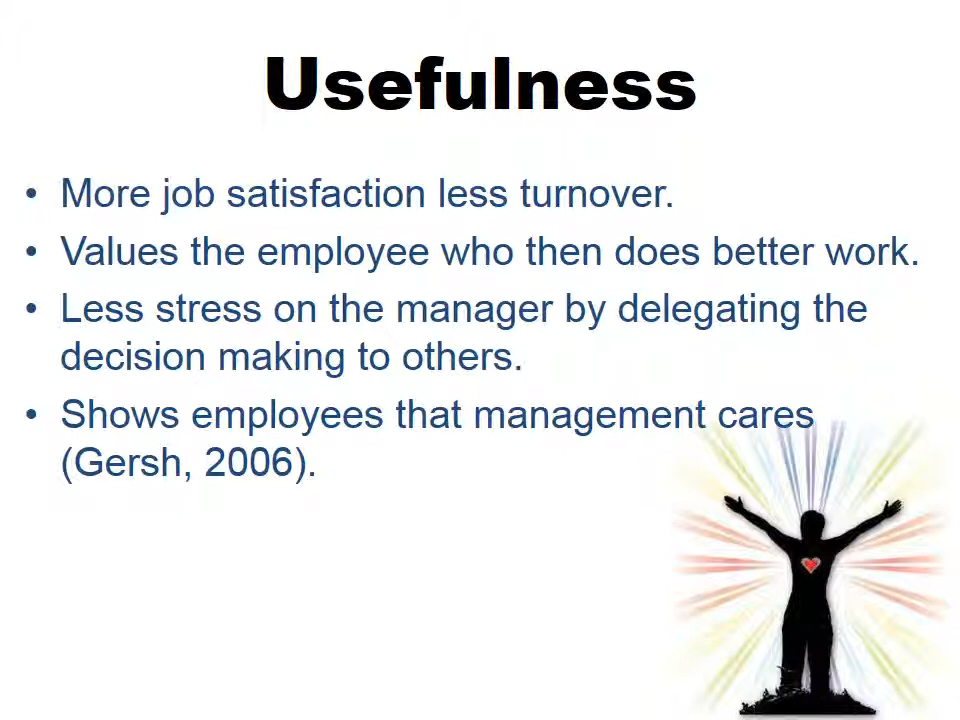 Usefulness
• More job satisfaction less turnover.
• Values the employee who then does better work.
• Less stress on the manager by delegating the
decision making to others.
• Shows employees that management cares
(Gersh, 2006).